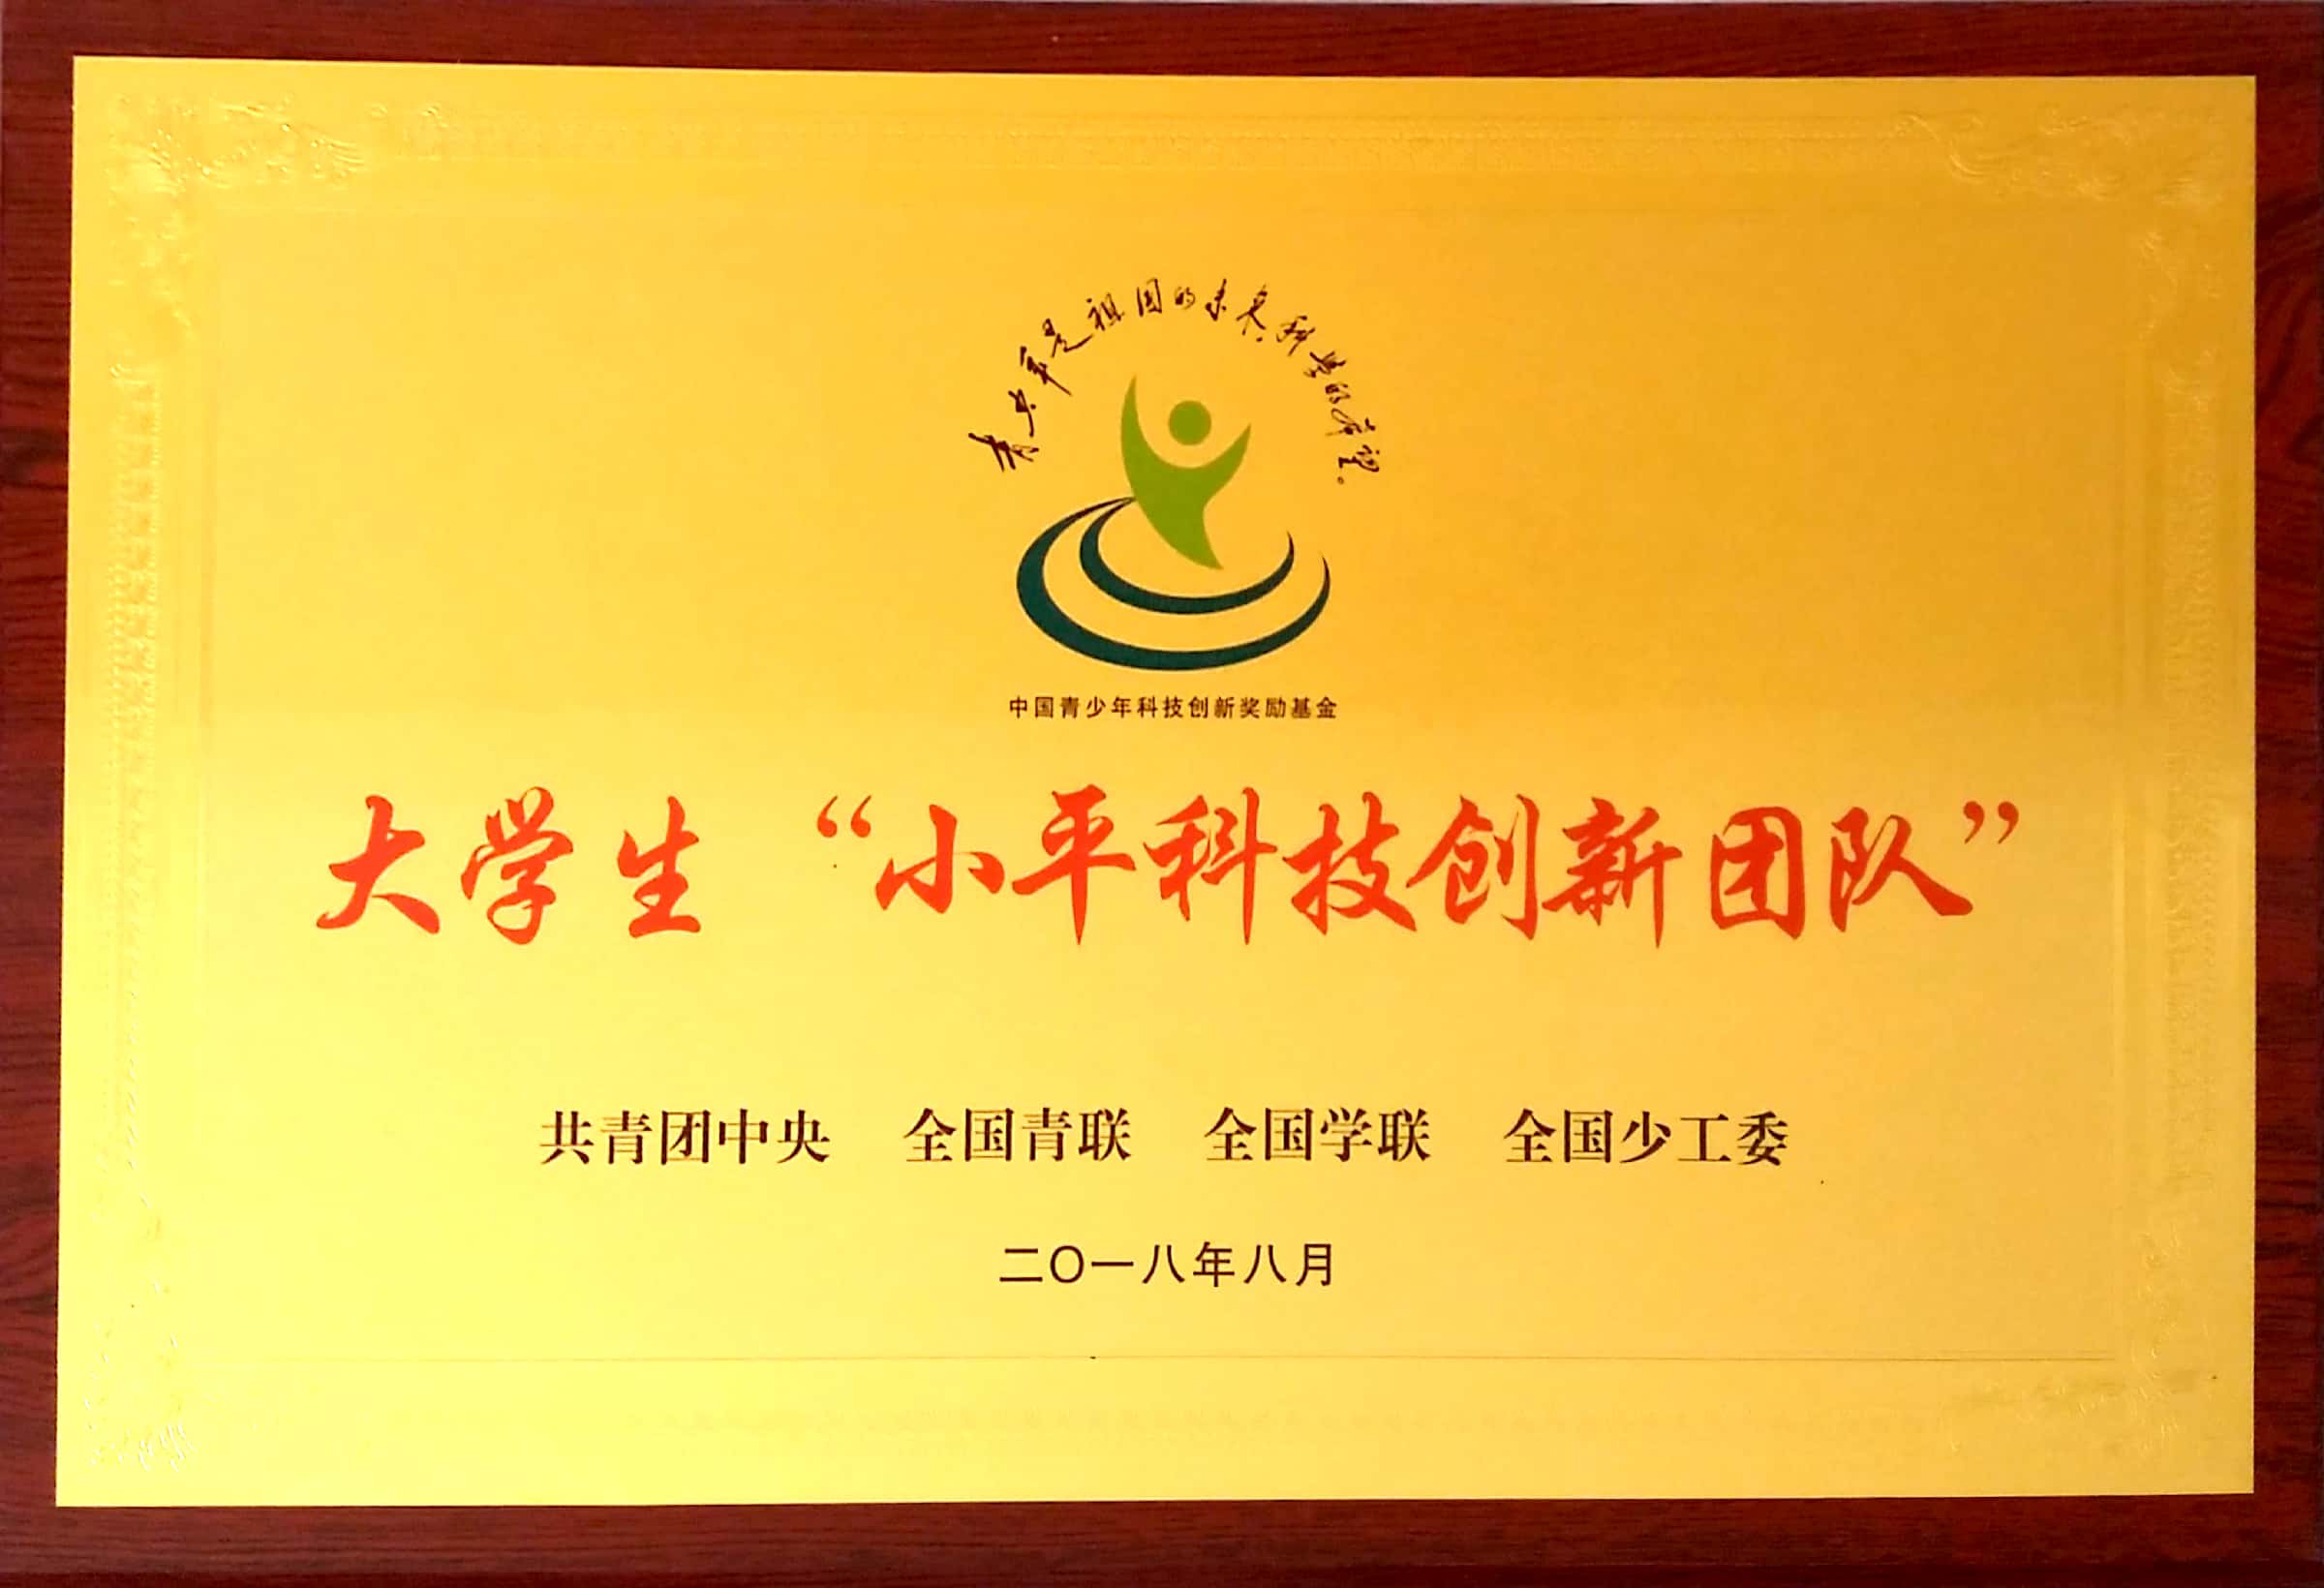 青少年是祖国的未来,科学的希望。
中国青少年科技创新奖励基金
大学生“小平科技创新团队”
共青团中央 全国青联 全国学联 全国少工委
二〇一八年八月